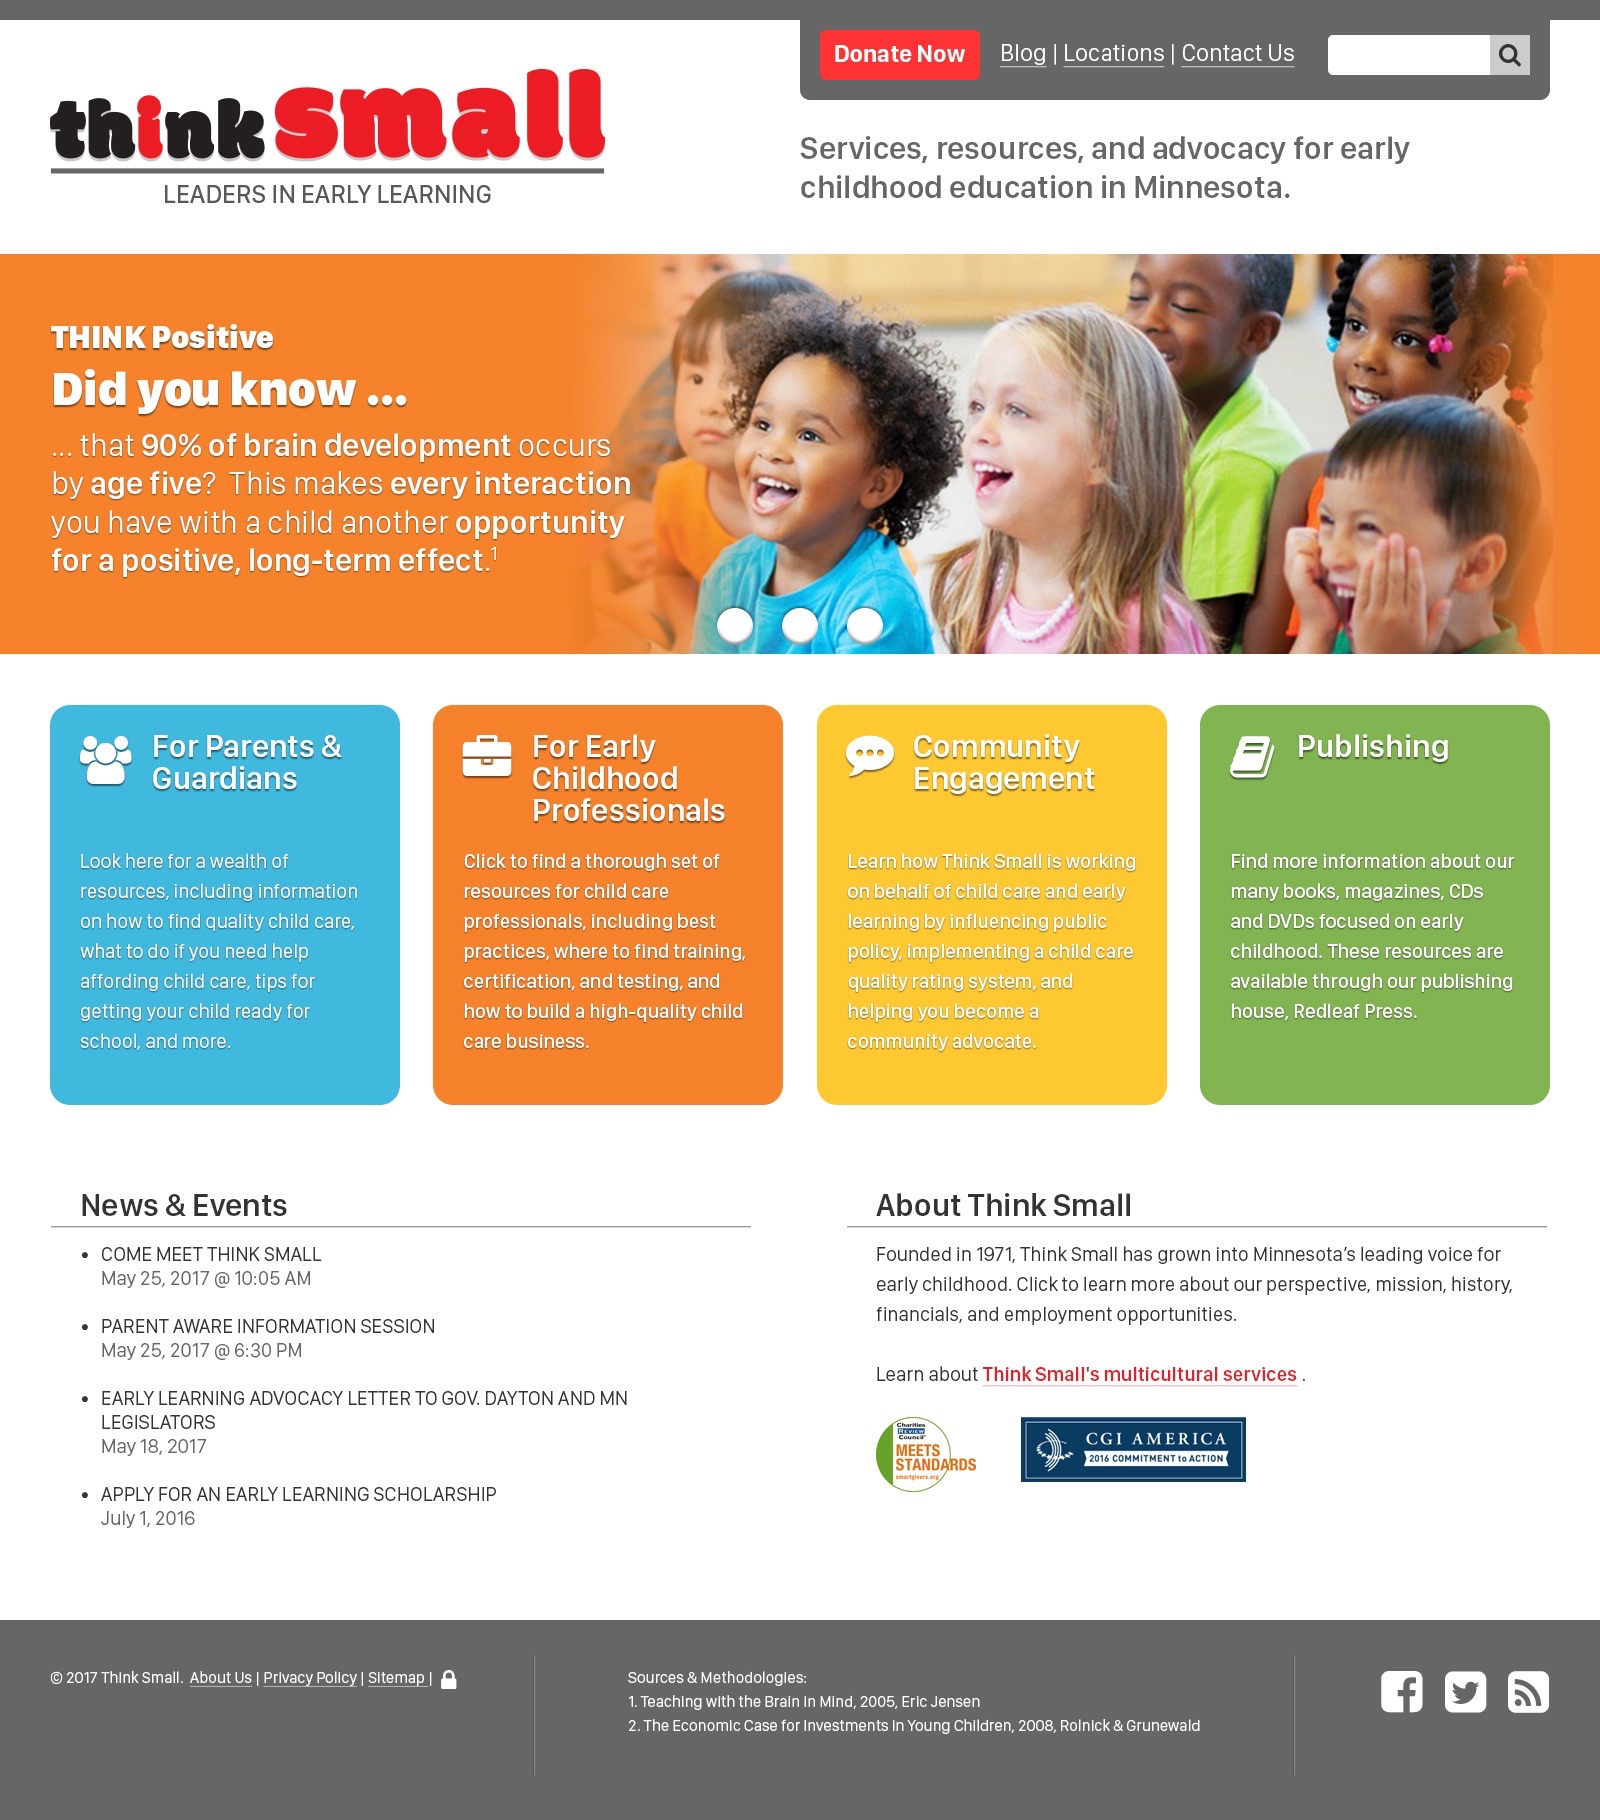 Donate Now Blog | Locations | Contact Us
think small
LEADERS IN EARLY LEARNING
Services, resources, and advocacy for early
childhood education in Minnesota.
THINK Positive
Did you know ...
... that 90% of brain development occurs
by age five? This makes every interaction
you have with a child another opportunity
for a positive, long-term effect.1
For Parents &
Guardians
Look here for a wealth of
resources, including information
on how to find quality child care,
what to do if you need help
affording child care, tips for
getting your child ready for
school, and more.
For Early
Childhood
Professionals
Click to find a thorough set of
resources for child care
professionals, including best
practices, where to find training,
certification, and testing, and
how to build a high-quality child
care business.
Community
Engagement
Learn how Think Small is working
on behalf of child care and early
learning by influencing public
policy, implementing a child care
quality rating system, and
helping you become a
community advocate.
Publishing
Find more information about our
many books, magazines, CDs
and DVDs focused on early
childhood. These resources are
available through our publishing
house, Redleaf Press.
News & Events
• COME MEET THINK SMALL
May 25, 2017 @ 10:05 AM
• PARENT AWARE INFORMATION SESSION
May 25, 2017 @ 6:30 PM
• EARLY LEARNING ADVOCACY LETTER TO GOV. DAYTON AND MN
LEGISLATORS
May 18, 2017
• APPLY FOR AN EARLY LEARNING SCHOLARSHIP
July 1, 2016
About Think Small
Founded in 1971, Think Small has grown into Minnesota’s leading voice for
early childhood. Click to learn more about our perspective, mission, history,
financials, and employment opportunities.
Learn about Think Small's multicultural services .
Charities
Review
Council
MEETS
STANDARDS
smartgivers.org
CGI AMERICA
2016 COMMITMENT to ACTION
© 2017 Think Small. About Us | Privacy Policy | Sitemap |
Sources & Methodologies:
1. Teaching with the Brain in Mind, 2005, Eric Jensen
2. The Economic Case for Investments in Young Children, 2008, Rolnick & Grunewald